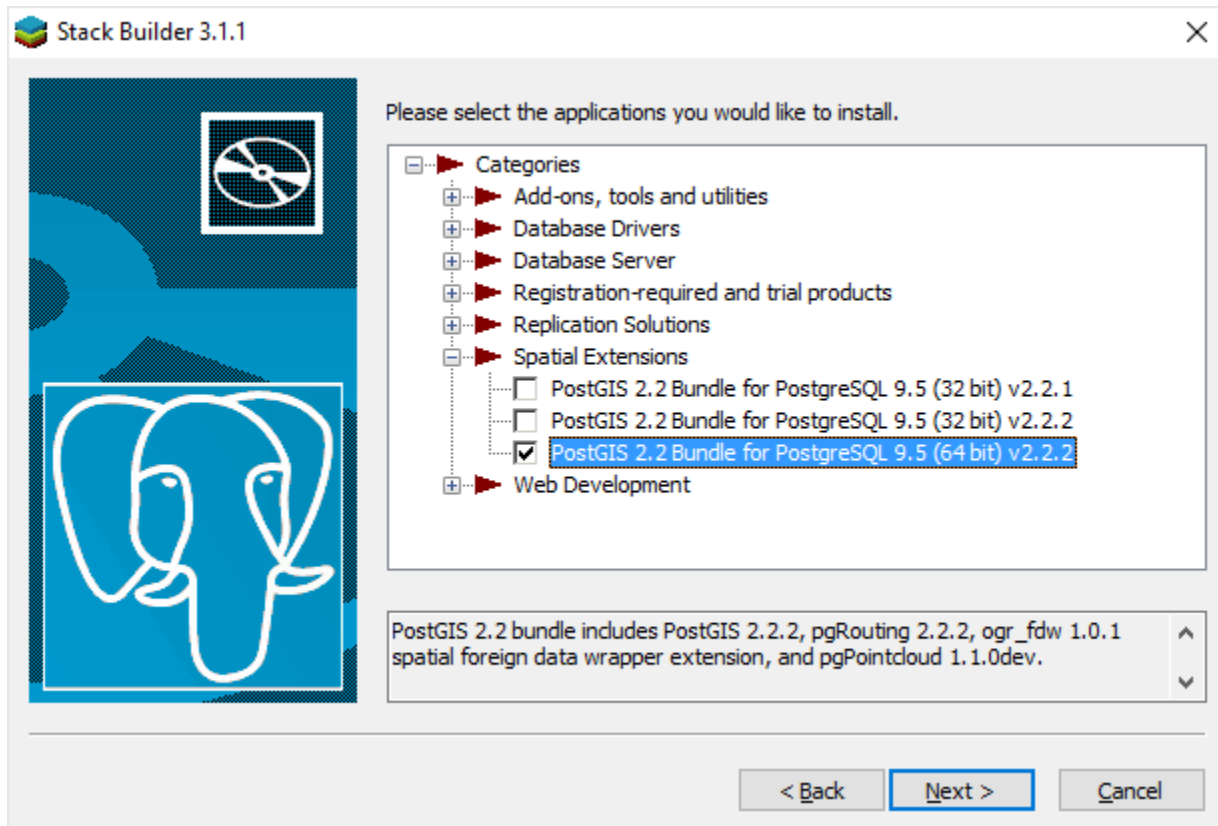 Stack Builder 3.1.1
Please select the applications you would like to install.
Categories
Add-ons, tools and utilities
Database Drivers
Database Server
Registration-required and trial products
Replication Solutions
Spatial Extensions
PostGIS 2.2 Bundle for PostgreSQL 9.5 (32 bit) v2.2.1
PostGIS 2.2 Bundle for PostgreSQL 9.5 (32 bit) v2.2.2
PostGIS 2.2 Bundle for PostgreSQL 9.5 (64 bit) v2.2.2
Web Development
PostGIS 2.2 bundle includes PostGIS 2.2.2, pgRouting 2.2.2, ogr_fdw 1.0.1
spatial foreign data wrapper extension, and pgPointcloud 1.1.0dev.
< Back Next > Cancel